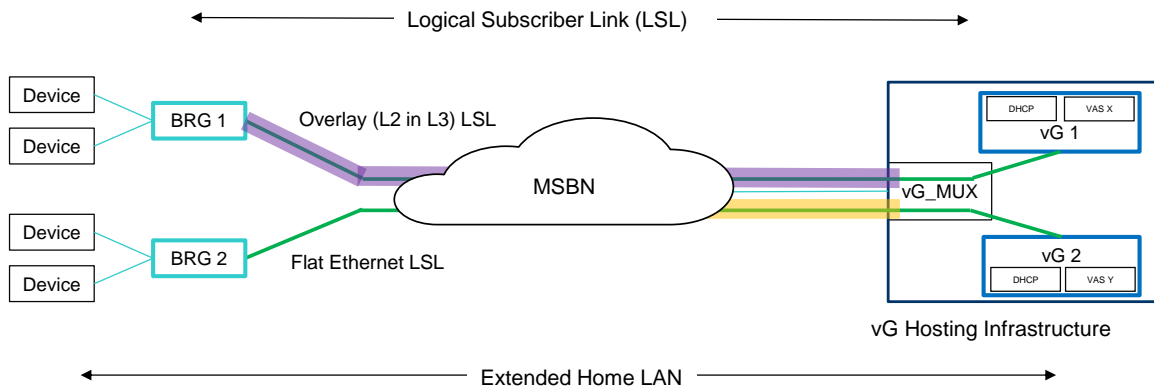 Logical Subscriber Link (LSL)
Device
Device
BRG 1
Overlay (L2 in L3) LSL
MSBN
DHCP
VAS X
vG 1
vG_MUX
Device
Device
BRG 2
Flat Ethernet LSL
vG 2
DHCP
VAS Y
vG Hosting Infrastructure
Extended Home LAN